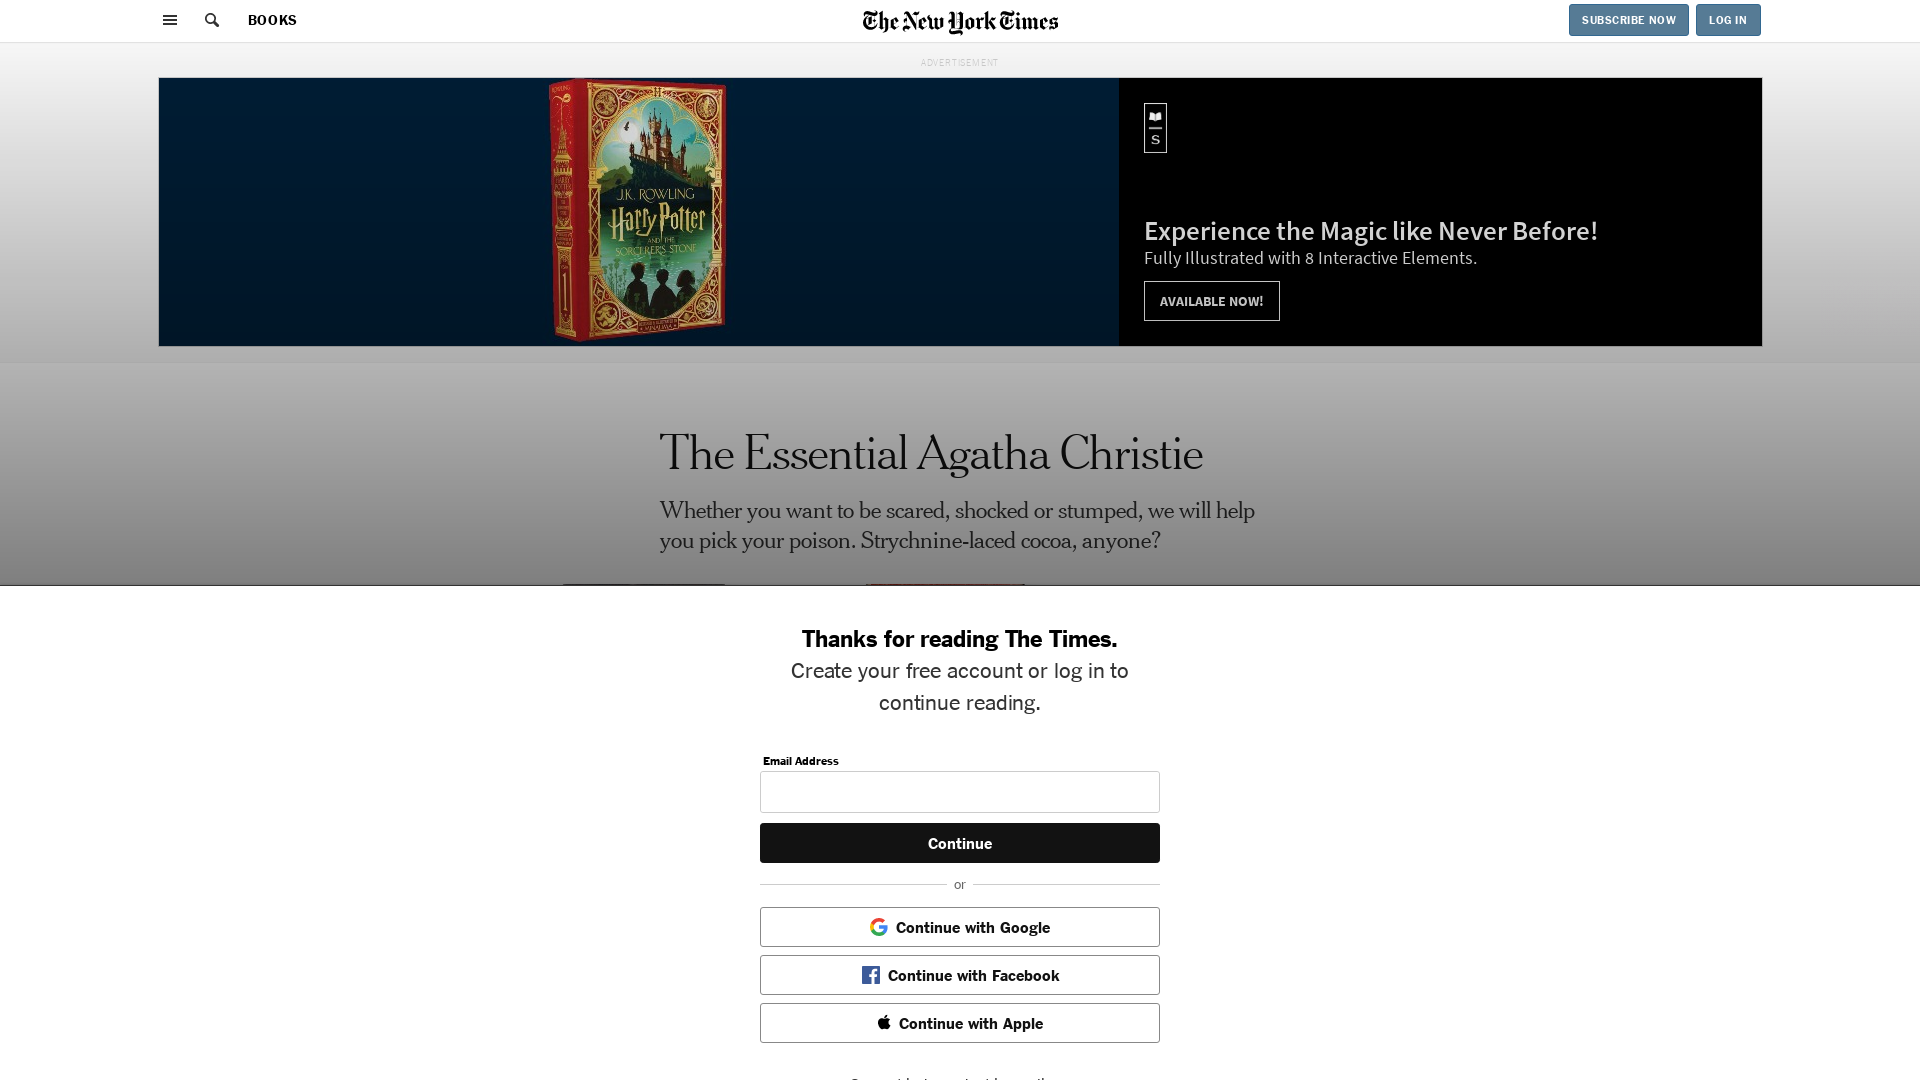 BOOKS
The New York Times
SUBSCRIBE NOW
LOG IN
ADVERTISEMENT
J.K. ROWLING
Harry Potter
AND THE
SORCERER'S STONE
S
Experience the Magic like Never Before!
Fully Illustrated with 8 Interactive Elements.
AVAILABLE NOW!
The Essential Agatha Christie
Whether you want to be scared, shocked or stumped, we will help
you pick your poison. Strychnine-laced cocoa, anyone?
Thanks for reading The Times.
Create your free account or log in to
continue reading.
Email Address
Continue
or
Continue with Google
Continue with Facebook
Continue with Apple